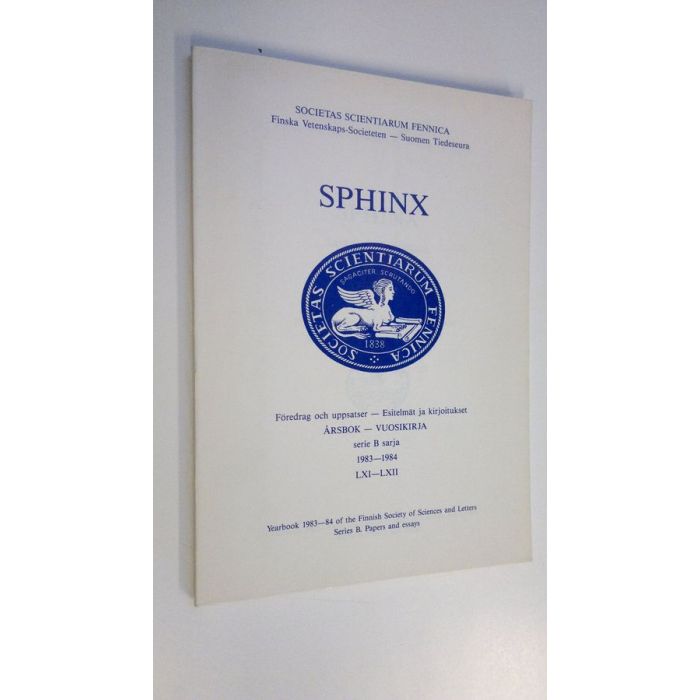 SOCIETAS SCIENTIARUM FENNICA
Finska Vetenskaps-Societeten — Suomen Tiedeseura
SPHINX
SOCIETAS SCIENTIARUM FENNICA
SAGACITER SCRUTANDO
1838
Föredrag och uppsatser — Esitelmät ja kirjoitukset
ÅRSBOK — VUOSIKIRJA
serie B sarja
1983—1984
LXI—LXII
Yearbook 1983—84 of the Finnish Society of Sciences and Letters
Series B. Papers and essays